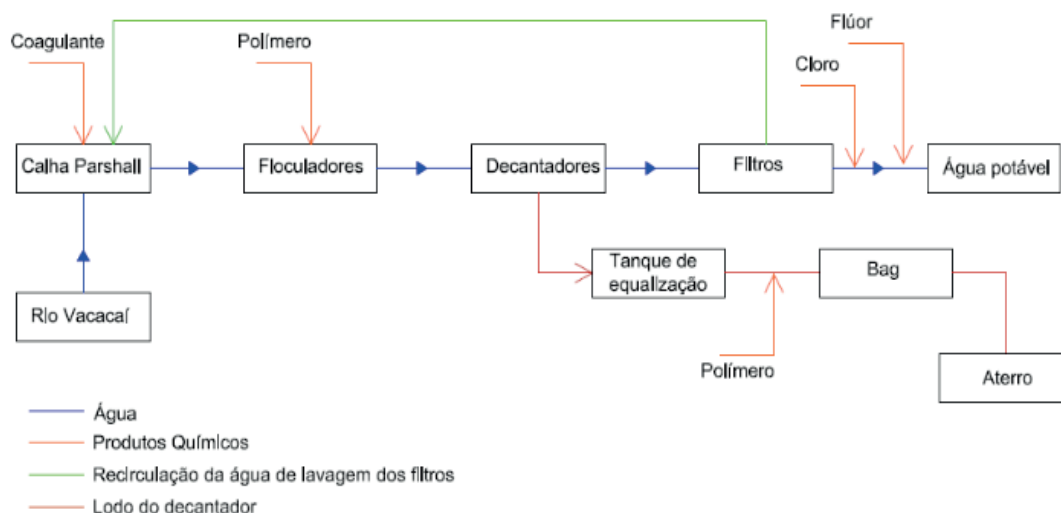 Flúor
Coagulante
Polímero
Cloro
Calha Parshall
Floculadores
Decantadores
Filtros
Água potável
Tanque de
equalização
Bag
Rio Vacacaí
Polímero
Aterro
Água
Produtos Químicos
Recirculação da água de lavagem dos filtros
Lodo do decantador